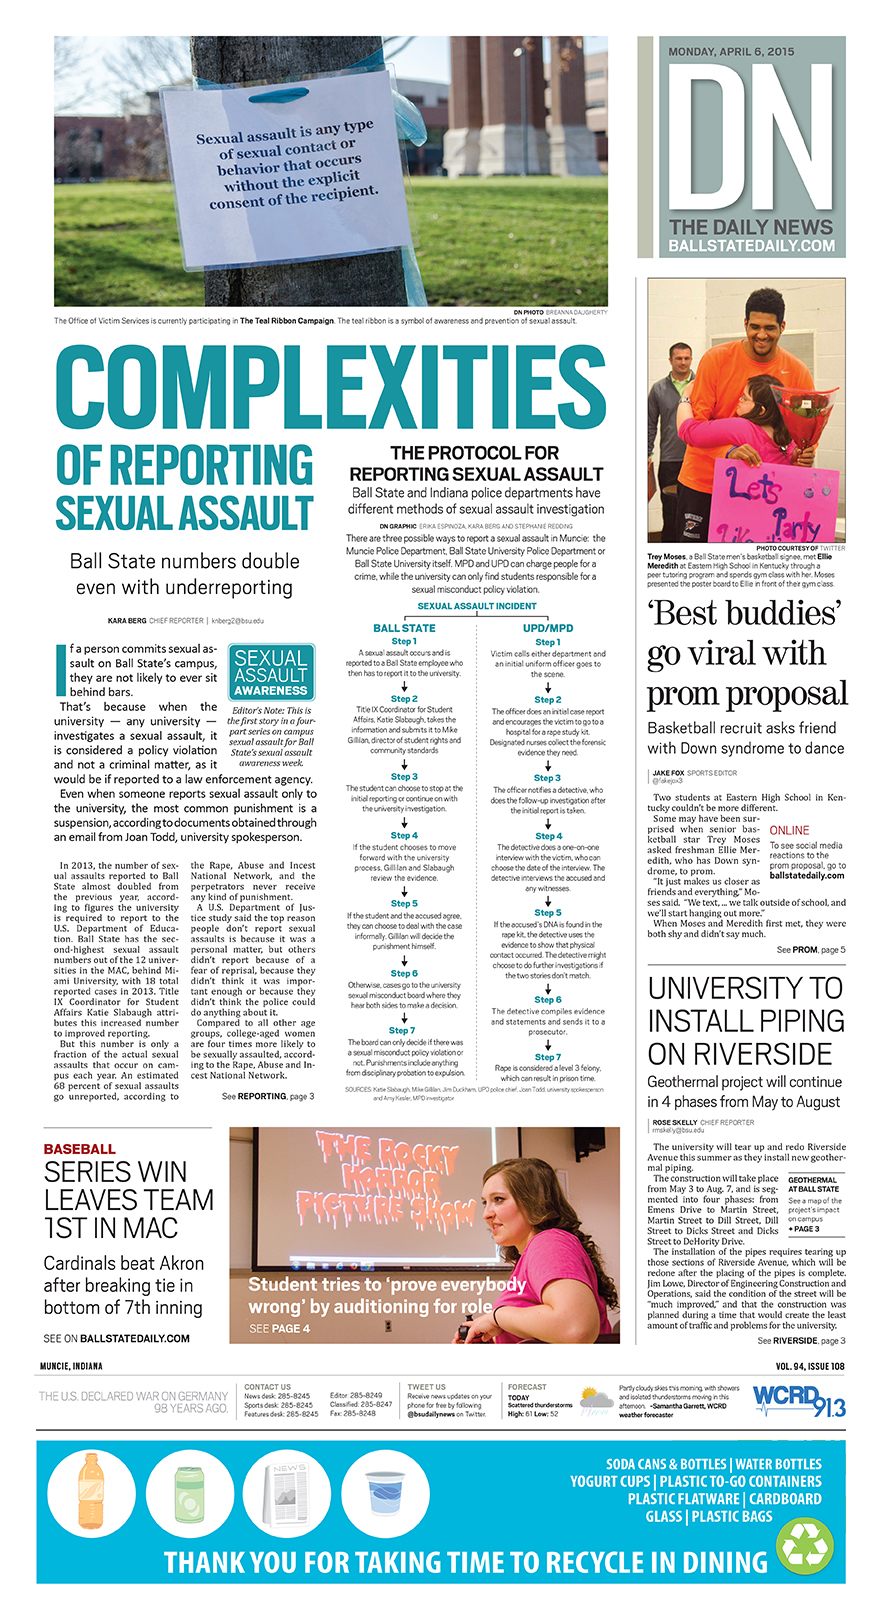 Sexual assault is any type
of sexual contact or
behavior that occurs
without the explicit
consent of the recipient.
DN PHOTO BREANNA DAUGHERTY
The Office of Victim Services is currently participating in The Teal Ribbon Campaign. The teal ribbon is a symbol of awareness and prevention of sexual assault.
MONDAY, APRIL 6, 2015
DN
THE DAILY NEWS
BALLSTATEDAILY.COM
COMPLEXITIES
OF REPORTING
SEXUAL ASSAULT
Ball State numbers double
even with underreporting
KARA BERG CHIEF REPORTER | knberg2@bsu.edu
If a person commits sexual as-
sault on Ball State's campus,
they are not likely to ever sit
behind bars.
That's because when the
university — any university —
investigates a sexual assault, it
is considered a policy violation
and not a criminal matter, as it
would be if reported to a law enforcement agency.
Even when someone reports sexual assault only to
the university, the most common punishment is a
suspension, according to documents obtained through
an email from Joan Todd, university spokesperson.
SEXUAL
ASSAULT
AWARENESS
Editor's Note: This is
the first story in a four-
part series on campus
sexual assault for Ball
State's sexual assault
awareness week.
In 2013, the number of sex-
ual assaults reported to Ball
State almost doubled from
the previous year, accord-
ing to figures the university
is required to report to the
U.S. Department of Educa-
tion. Ball State has the sec-
ond-highest sexual assault
numbers out of the 12 univer-
sities in the MAC, behind Mi-
ami University, with 18 total
reported cases in 2013. Title
IX Coordinator for Student
Affairs Katie Slabaugh attri-
butes this increased number
to improved reporting.
But this number is only a
fraction of the actual sexual
assaults that occur on cam-
pus each year. An estimated
68 percent of sexual assaults
go unreported, according to
the Rape, Abuse and Incest
National Network, and the
perpetrators never receive
any kind of punishment.
A U.S. Department of Jus-
tice study said the top reason
people don't report sexual
assaults is because it was a
personal matter, but others
didn't report because of a
fear of reprisal, because they
didn't think it was impor-
tant enough or because they
didn't think the police could
do anything about it.
Compared to all other age
groups, college-aged women
are four times more likely to
be sexually assaulted, accord-
ing to the Rape, Abuse and In-
cest National Network.
See REPORTING, page 3
THE PROTOCOL FOR
REPORTING SEXUAL ASSAULT
Ball State and Indiana police departments have
different methods of sexual assault investigation
DN GRAPHIC ERIKA ESPINOZA, KARA BERG AND STEPHANIE REDDING
There are three possible ways to report a sexual assault in Muncie: the
Muncie Police Department, Ball State University Police Department or
Ball State University itself. MPD and UPD can charge people for a
crime, while the university can only find students responsible for a
sexual misconduct policy violation.
SEXUAL ASSAULT INCIDENT
BALL STATE
Step 1
A sexual assault occurs and is
reported to a Ball State employee who
then has to report it to the university.
Step 2
Title IX Coordinator for Student
Affairs, Katie Slabaugh, takes the
information and submits it to Mike
Gillilan, director of student rights and
community standards
Step 3
The student can choose to stop at the
initial reporting or continue on with
the university investigation.
Step 4
If the student chooses to move
forward with the university
process, Gillilan and Slabaugh
review the evidence.
Step 5
If the student and the accused agree,
they can choose to deal with the case
informally. Gillilan will decide the
punishment himself.
Step 6
Otherwise, cases go to the university
sexual misconduct board where they
hear both sides to make a decision.
Step 7
The board can only decide if there was
a sexual misconduct policy violation or
not. Punishments include anything
from disciplinary probation to expulsion.
UPD/MPD
Step 1
Victim calls either department and
an initial uniform officer goes to
the scene.
Step 2
The officer does an initial case report
and encourages the victim to go to a
hospital for a rape study kit.
Designated nurses collect the forensic
evidence they need.
Step 3
The officer notifies a detective, who
does the follow-up investigation after
the initial report is taken.
Step 4
The detective does a one-on-one
interview with the victim, who can
choose the date of the interview. The
detective interviews the accused and
any witnesses.
Step 5
If the accused's DNA is found in the
rape kit, the detective uses the
evidence to show that physical
contact occurred. The detective might
choose to do further investigations if
the two stories don't match.
Step 6
The detective compiles evidence
and statements and sends it to a
prosecutor.
Step 7
Rape is considered a level 3 felony,
which can result in prison time.
SOURCES: Katie Slabaugh, Mike Gillilan, Jim Duckham, UPD police chief, Joan Todd, university spokesperson
and Amy Kesler, MPD investigator
Let's
Party
PHOTO COURTESY OF TWITTER
Trey Moses, a Ball State men's basketball signee, met Ellie
Meredith at Eastern High School in Kentucky through a
peer tutoring program and spends gym class with her. Moses
presented the poster board to Ellie in front of their gym class.
'Best buddies'
go viral with
prom proposal
Basketball recruit asks friend
with Down syndrome to dance
JAKE FOX SPORTS EDITOR
@fakejox3
Two students at Eastern High School in Ken-
tucky couldn't be more different.
Some may have been sur-
prised when senior bas-
ketball star Trey Moses
asked freshman Ellie Mer-
edith, who has Down syn-
drome, to prom.
"It just makes us closer as
friends and everything," Mo-
ses said. "We text, ... we talk outside of school, and
we'll start hanging out more."
When Moses and Meredith first met, they were
both shy and didn't say much.
ONLINE
To see social media
reactions to the
prom proposal, go to
ballstatedaily.com
See PROM, page 5
UNIVERSITY TO
INSTALL PIPING
ON RIVERSIDE
Geothermal project will continue
in 4 phases from May to August
ROSE SKELLY CHIEF REPORTER
rmskelly@bsu.edu
The university will tear up and redo Riverside
Avenue this summer as they install new geother-
mal piping.
The construction will take place
from May 3 to Aug. 7, and is seg-
mented into four phases: from
Emens Drive to Martin Street,
Martin Street to Dill Street, Dill
Street to Dicks Street and Dicks
Street to DeHority Drive.
The installation of the pipes requires tearing up
those sections of Riverside Avenue, which will be
redone after the placing of the pipes is complete.
Jim Lowe, Director of Engineering Construction and
Operations, said the condition of the street will be
"much improved," and that the construction was
planned during a time that would create the least
amount of traffic and problems for the university.
GEOTHERMAL
AT BALL STATE
See a map of the
project's impact
on campus
PAGE 3
See RIVERSIDE, page 3
BASEBALL
SERIES WIN
LEAVES TEAM
1ST IN MAC
Cardinals beat Akron
after breaking tie in
bottom of 7th inning
SEE ON BALLSTATEDAILY.COM
THE ROCKY
HORROR
PICTURE SHOW
Student tries to 'prove everybody
wrong' by auditioning for role
SEE PAGE 4
MUNCIE, INDIANA
VOL. 94, ISSUE 108
THE U.S. DECLARED WAR ON GERMANY
98 YEARS AGO.
CONTACT US
News desk: 285-8245
Sports desk: 285-8245
Features desk: 285-8245
Editor: 285-8249
Classified: 285-8247
Fax: 285-8248
TWEET US
Receive news updates on your
phone for free by following
@bsudailynews on Twitter.
FORECAST
TODAY
Scattered thunderstorms
High: 61 Low: 52
Partly cloudy skies this morning, with showers
and isolated thunderstorms moving in this
afternoon. -Samantha Garrett, WCRD
weather forecaster
WCRD
91.3
NEWS
SODA CANS & BOTTLES | WATER BOTTLES
YOGURT CUPS | PLASTIC TO-GO CONTAINERS
PLASTIC FLATWARE | CARDBOARD
GLASS | PLASTIC BAGS
THANK YOU FOR TAKING TIME TO RECYCLE IN DINING